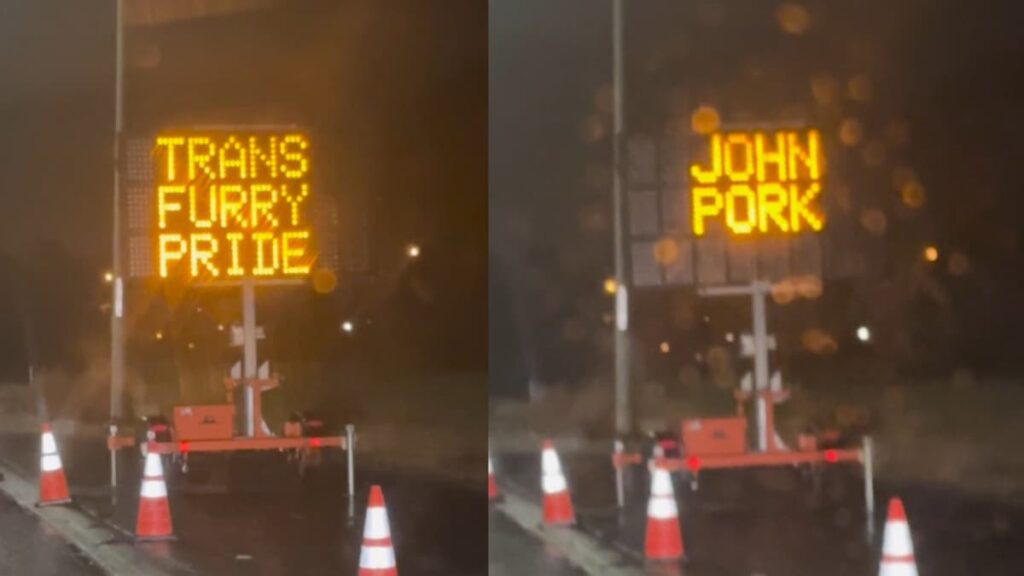 TRANS
FURRY
PRIDE
JOHN
PORK